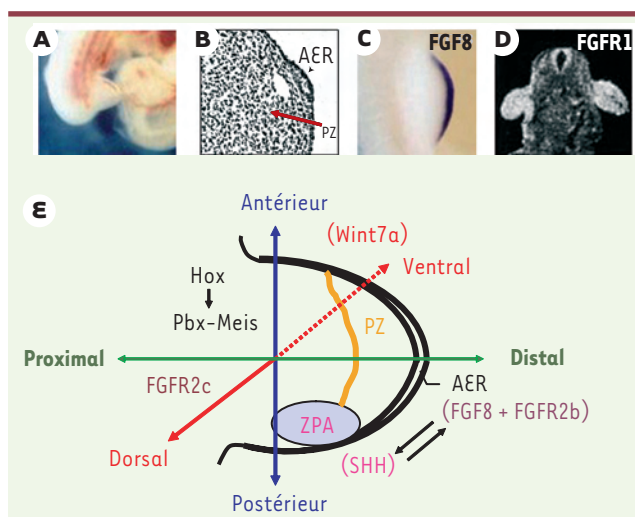 A
B
AER
PZ
C
FGF8
D
FGFR1
E
Antérieur
(Wint7a)
Ventral
Hox
Pbx-Meis
PZ
Proximal
Distal
FGFR2c
AER
(FGF8 + FGFR2b)
ZPA
Dorsal
(SHH)
Postérieur